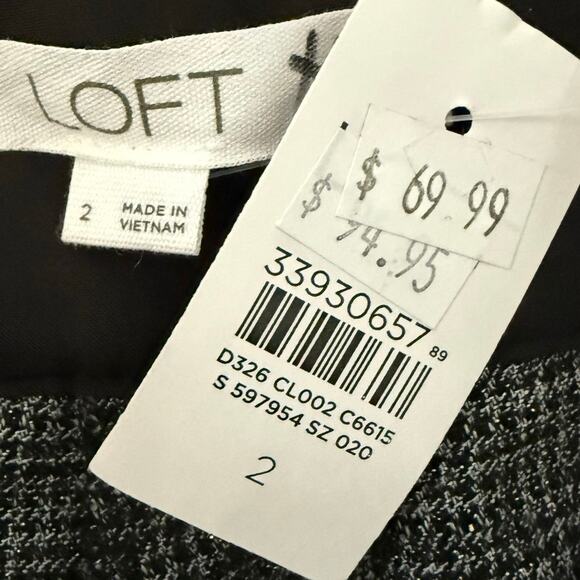 LOFT
2 MADE IN
VIETNAM
$ 69.99
$ 94.95
33930657 89
D326 CL002 C6615
S 597954 SZ 020
2